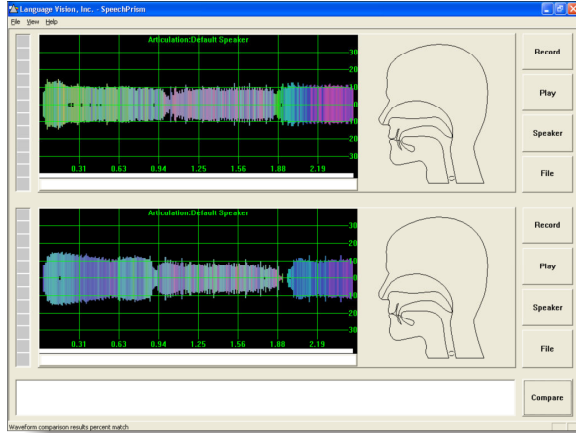 Language Vision, Inc. - SpeechPrism
File View Help
Articulation:Default Speaker
30
20
10
0
10
20
30
0.31 0.63 0.94 1.25 1.56 1.88 2.19
Record
Play
Speaker
File
Articulation:Default Speaker
30
20
10
0
10
20
30
0.31 0.63 0.94 1.25 1.56 1.88 2.19
Record
Play
Speaker
File
Compare
Waveform comparison results percent match